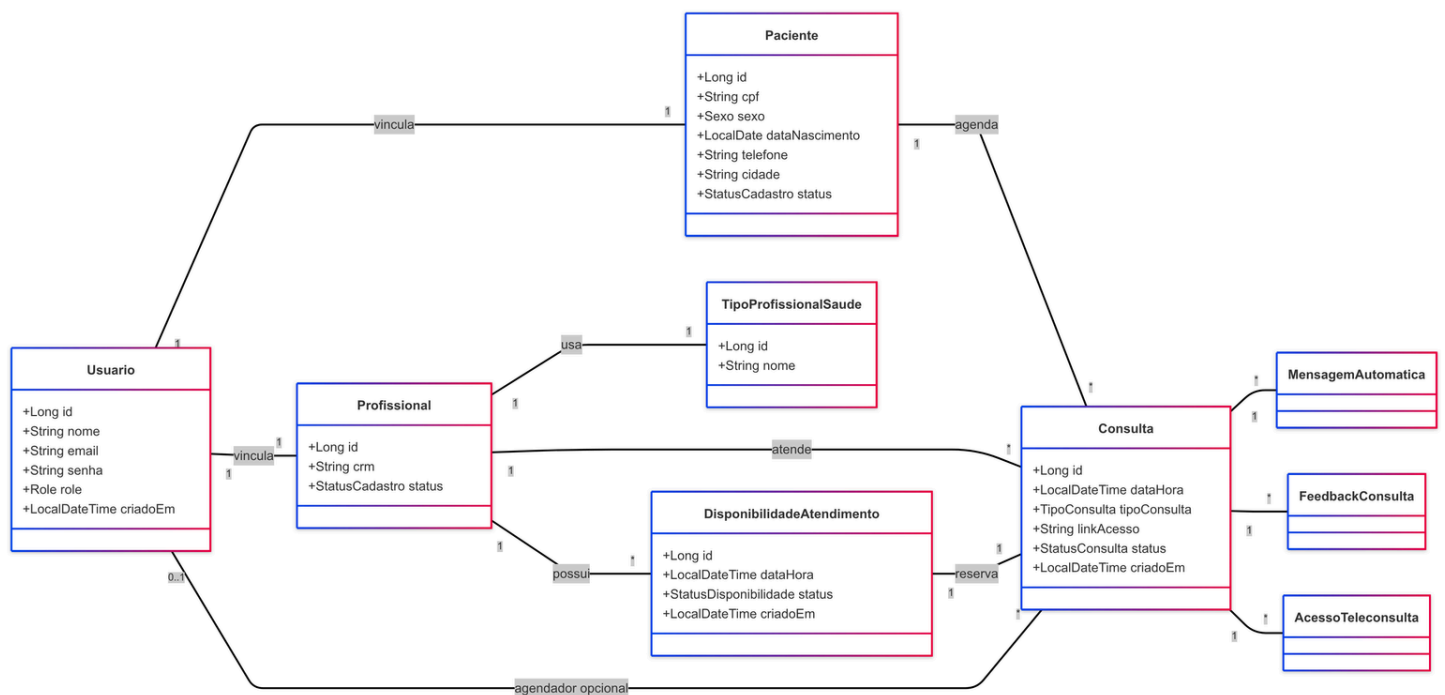 Paciente
+Long id
+String cpf
+Sexo sexo
+LocalDate dataNascimento
+String telefone
+String cidade
+StatusCadastro status
1
vincula
1
agenda
1
*
TipoProfissionalSaude
+Long id
+String nome
usa
1
1
Usuario
+Long id
+String nome
+String email
+String senha
+Role role
+LocalDateTime criadoEm
vincula
1
1
Profissional
+Long id
+String crm
+StatusCadastro status
atende
1
*
possui
1
*
DisponibilidadeAtendimento
+Long id
+LocalDateTime dataHora
+StatusDisponibilidade status
+LocalDateTime criadoEm
reserva
1
1
Consulta
+Long id
+LocalDateTime dataHora
+TipoConsulta tipoConsulta
+String linkAcesso
+StatusConsulta status
+LocalDateTime criadoEm
MensagemAutomatica
*
1
FeedbackConsulta
*
1
AcessoTeleconsulta
*
1
0..1
agendador opcional
*